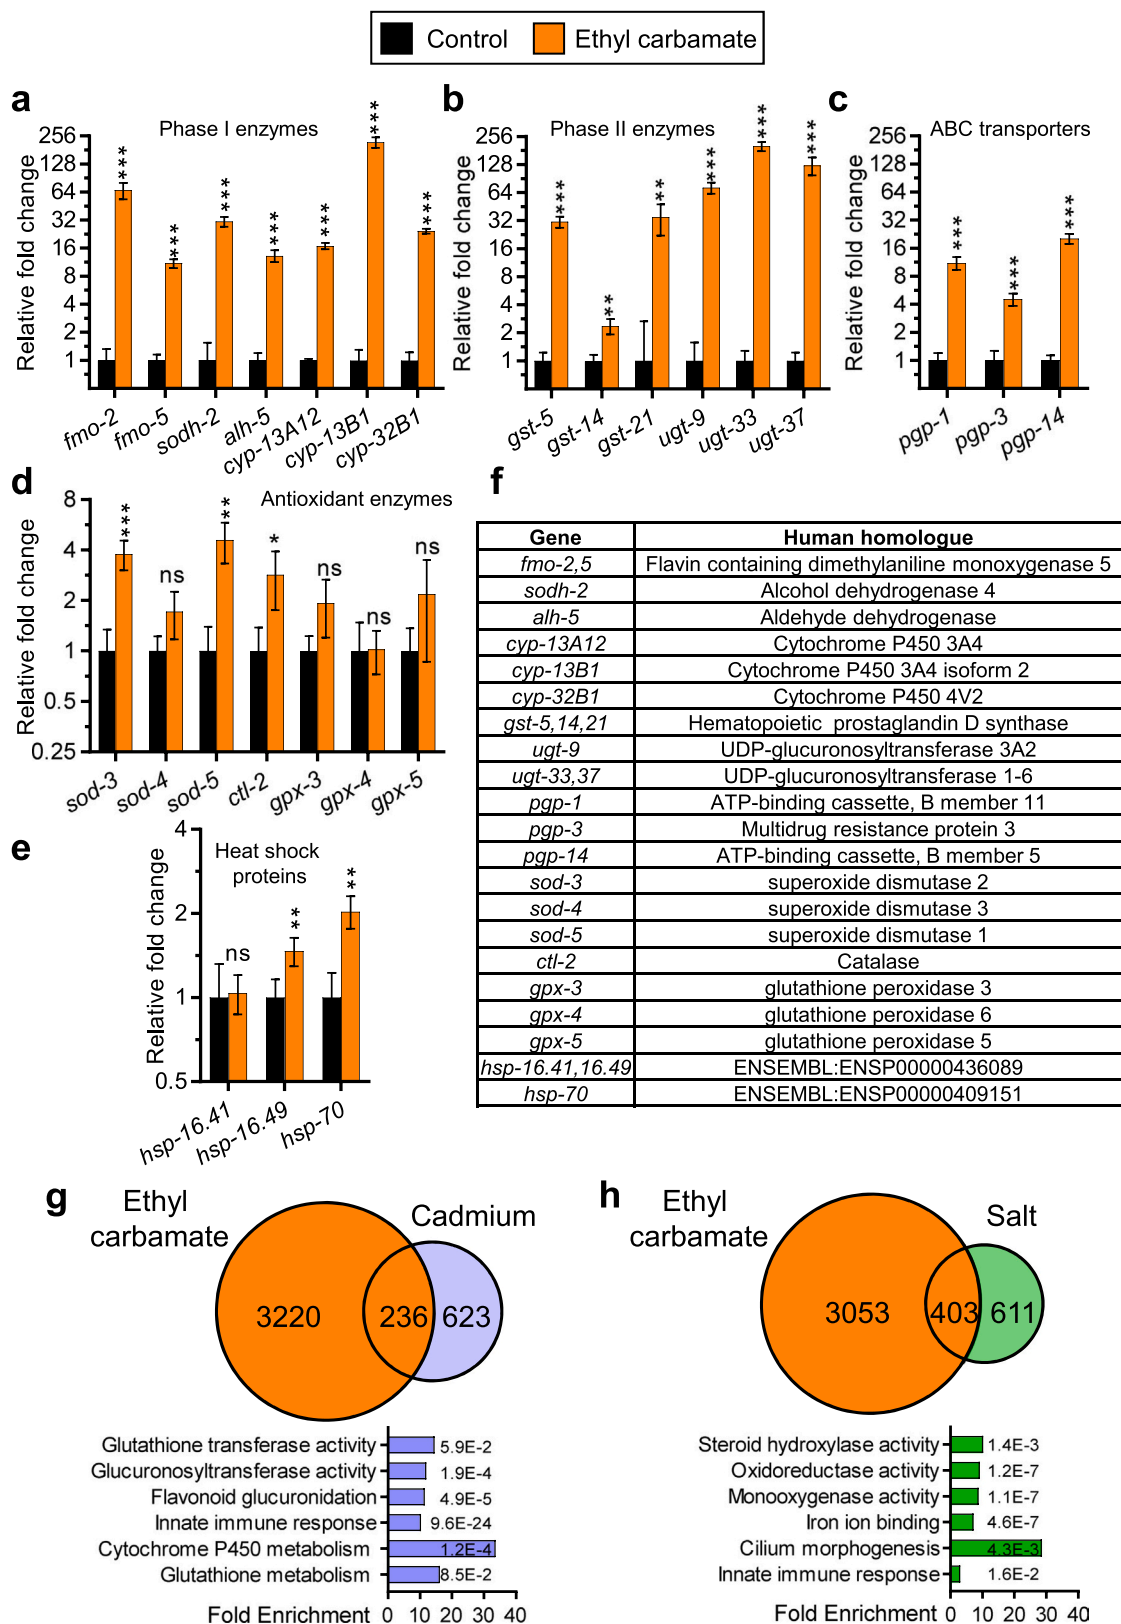 Control Ethyl carbamate
a
Phase I enzymes
Relative fold change
256
128
64
32
16
8
4
2
1
***
***
***
***
***
***
***
fmo-2
fmo-5
sodh-2
alh-5
cyp-13A12
cyp-13B1
cyp-32B1
b
Phase II enzymes
Relative fold change
256
128
64
32
16
8
4
2
1
***
**
**
***
***
***
gst-5
gst-14
gst-21
ugt-9
ugt-33
ugt-37
c
ABC transporters
Relative fold change
256
128
64
32
16
8
4
2
1
***
***
***
pgp-1
pgp-3
pgp-14
d
Antioxidant enzymes
Relative fold change
8
4
2
1
0.5
0.25
***
ns
**
*
ns
ns
ns
sod-3
sod-4
sod-5
ctl-2
gpx-3
gpx-4
gpx-5
e
Heat shock
proteins
Relative fold change
4
2
1
0.5
ns
**
**
hsp-16.41
hsp-16.49
hsp-70
f
Gene Human homologue
fmo-2,5 Flavin containing dimethylaniline monoxygenase 5
sodh-2 Alcohol dehydrogenase 4
alh-5 Aldehyde dehydrogenase
cyp-13A12 Cytochrome P450 3A4
cyp-13B1 Cytochrome P450 3A4 isoform 2
cyp-32B1 Cytochrome P450 4V2
gst-5,14,21 Hematopoietic prostaglandin D synthase
ugt-9 UDP-glucuronosyltransferase 3A2
ugt-33,37 UDP-glucuronosyltransferase 1-6
pgp-1 ATP-binding cassette, B member 11
pgp-3 Multidrug resistance protein 3
pgp-14 ATP-binding cassette, B member 5
sod-3 superoxide dismutase 2
sod-4 superoxide dismutase 3
sod-5 superoxide dismutase 1
ctl-2 Catalase
gpx-3 glutathione peroxidase 3
gpx-4 glutathione peroxidase 6
gpx-5 glutathione peroxidase 5
hsp-16.41,16.49 ENSEMBL:ENSP00000436089
hsp-70 ENSEMBL:ENSP00000409151
g
Ethyl
carbamate
Cadmium
3220 236 623
Glutathione transferase activity 5.9E-2
Glucuronosyltransferase activity 1.9E-4
Flavonoid glucuronidation 4.9E-5
Innate immune response 9.6E-24
Cytochrome P450 metabolism 1.2E-4
Glutathione metabolism 8.5E-2
Fold Enrichment 0 10 20 30 40
h
Ethyl
carbamate
Salt
3053 403 611
Steroid hydroxylase activity 1.4E-3
Oxidoreductase activity 1.2E-7
Monooxygenase activity 1.1E-7
Iron ion binding 4.6E-7
Cilium morphogenesis 4.3E-3
Innate immune response 1.6E-2
Fold Enrichment 0 10 20 30 40